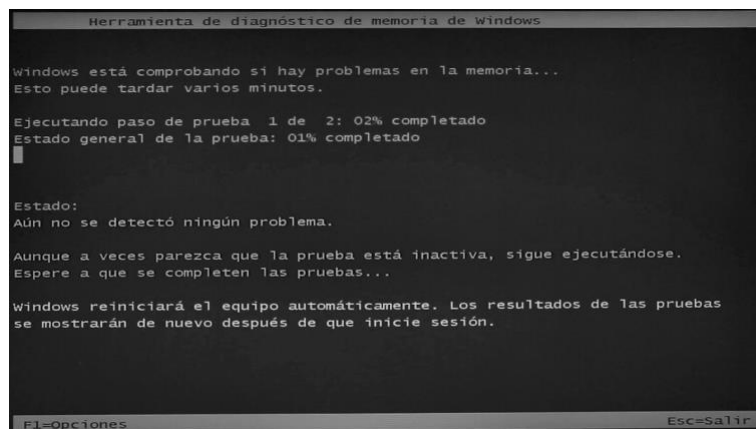 Herramienta de diagnóstico de memoria de Windows
Windows está comprobando si hay problemas en la memoria...
Esto puede tardar varios minutos.
Ejecutando paso de prueba 1 de 2: 02% completado
Estado general de la prueba: 01% completado
Estado:
Aún no se detectó ningún problema.
Aunque a veces parezca que la prueba está inactiva, sigue ejecutándose.
Espere a que se completen las pruebas...
Windows reiniciará el equipo automáticamente. Los resultados de las pruebas
se mostrarán de nuevo después de que inicie sesión.
F1=Opciones Esc=Salir